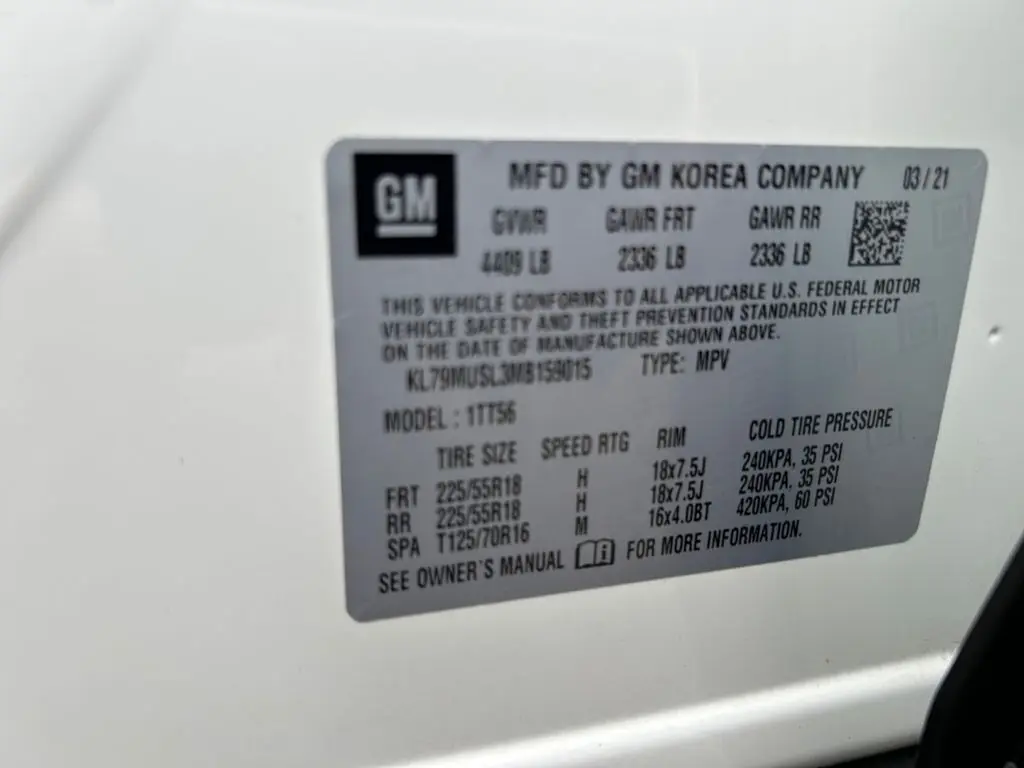 GM MFD BY GM KOREA COMPANY 03/21
GVWR GAWR FRT GAWR RR
4409 LB 2336 LB 2336 LB
THIS VEHICLE CONFORMS TO ALL APPLICABLE U.S. FEDERAL MOTOR
VEHICLE SAFETY AND THEFT PREVENTION STANDARDS IN EFFECT
ON THE DATE OF MANUFACTURE SHOWN ABOVE.
KL79MUSL3MB159015 TYPE: MPV
MODEL : 1TT56
TIRE SIZE SPEED RTG RIM COLD TIRE PRESSURE
FRT 225/55R18 H 18x7.5J 240KPA, 35 PSI
RR 225/55R18 H 18x7.5J 240KPA, 35 PSI
SPA T125/70R16 M 16x4.0BT 420KPA, 60 PSI
SEE OWNER'S MANUAL FOR MORE INFORMATION.